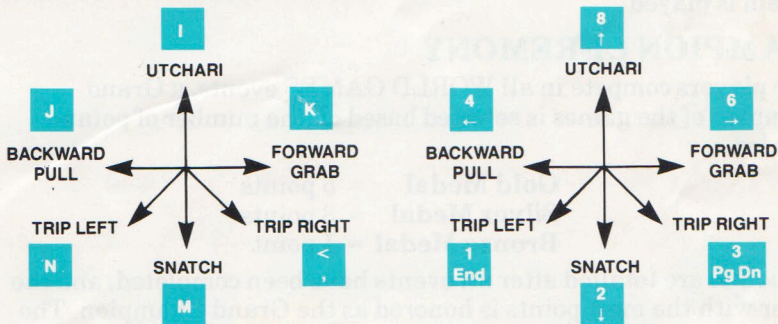 I
UTCHARI
J
K
BACKWARD
PULL
FORWARD
GRAB
TRIP LEFT
TRIP RIGHT
N
SNATCH
<
,
M
8
↑
UTCHARI
4
←
6
→
BACKWARD
PULL
FORWARD
GRAB
TRIP LEFT
TRIP RIGHT
1
End
SNATCH
3
Pg Dn
2
↓